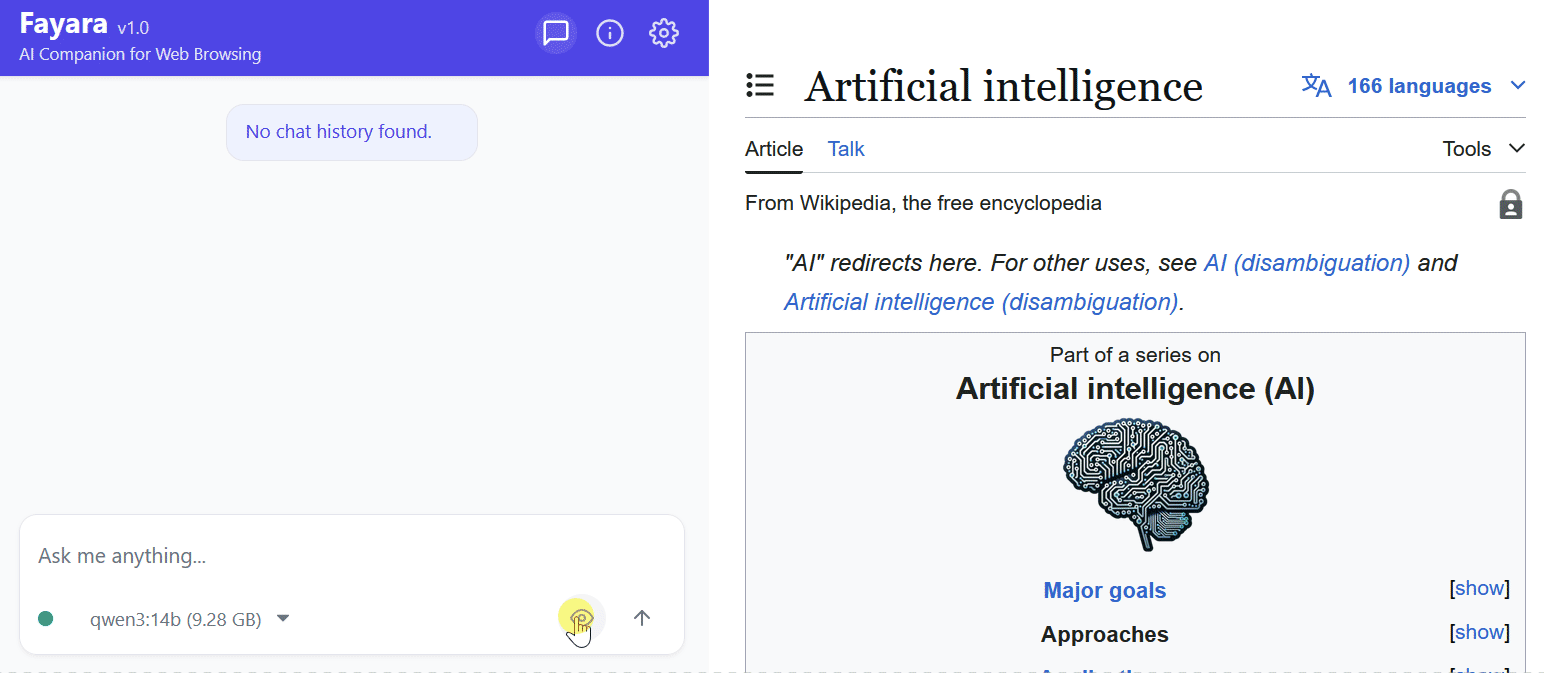 Fayara v1.0
AI Companion for Web Browsing
No chat history found.
Ask me anything...
qwen3:14b (9.28 GB)
Artificial intelligence
166 languages
Article Talk Tools
From Wikipedia, the free encyclopedia
"AI" redirects here. For other uses, see AI (disambiguation) and
Artificial intelligence (disambiguation).
Part of a series on
Artificial intelligence (AI)
Major goals [show]
Approaches [show]